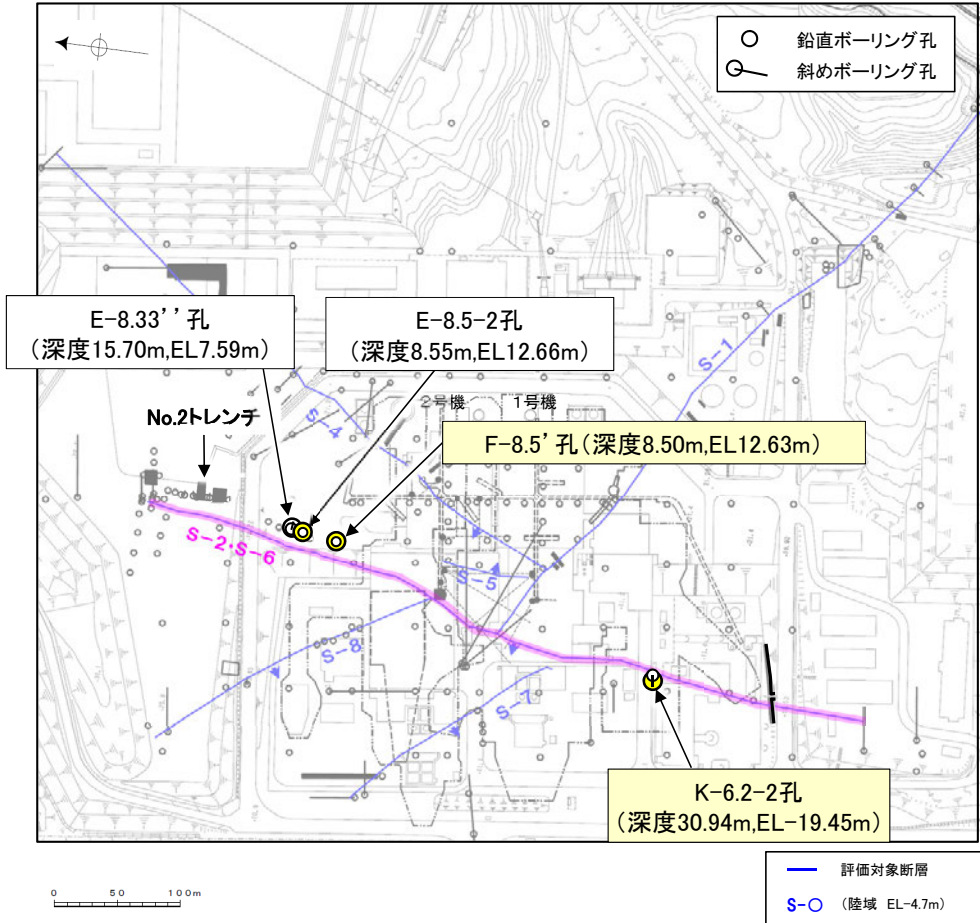 鉛直ボーリング孔
斜めボーリング孔
E-8.33''孔
(深度15.70m,EL7.59m)
E-8.5-2孔
(深度8.55m,EL12.66m)
S-1
No.2トレンチ
S-4
2号機
1号機
F-8.5'孔(深度8.50m,EL12.63m)
S-2・S-6
S-5
S-8
S-7
K-6.2-2孔
(深度30.94m,EL-19.45m)
0 50 100m
評価対象断層
S-○ (陸域 EL-4.7m)